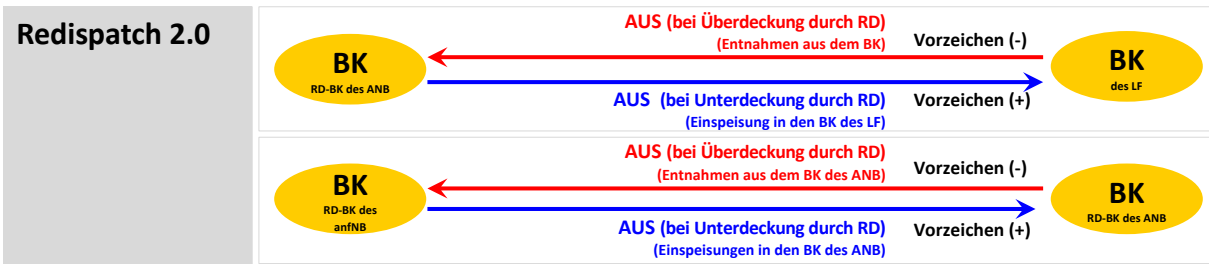 Redispatch 2.0
AUS (bei Überdeckung durch RD)
(Entnahmen aus dem BK)
Vorzeichen (-)
BK
RD-BK des ANB
BK
des LF
AUS (bei Unterdeckung durch RD)
(Einspeisung in den BK des LF)
Vorzeichen (+)
AUS (bei Überdeckung durch RD)
(Entnahmen aus dem BK des ANB)
Vorzeichen (-)
BK
RD-BK des
anfNB
BK
RD-BK des ANB
AUS (bei Unterdeckung durch RD)
(Einspeisungen in den BK des ANB)
Vorzeichen (+)